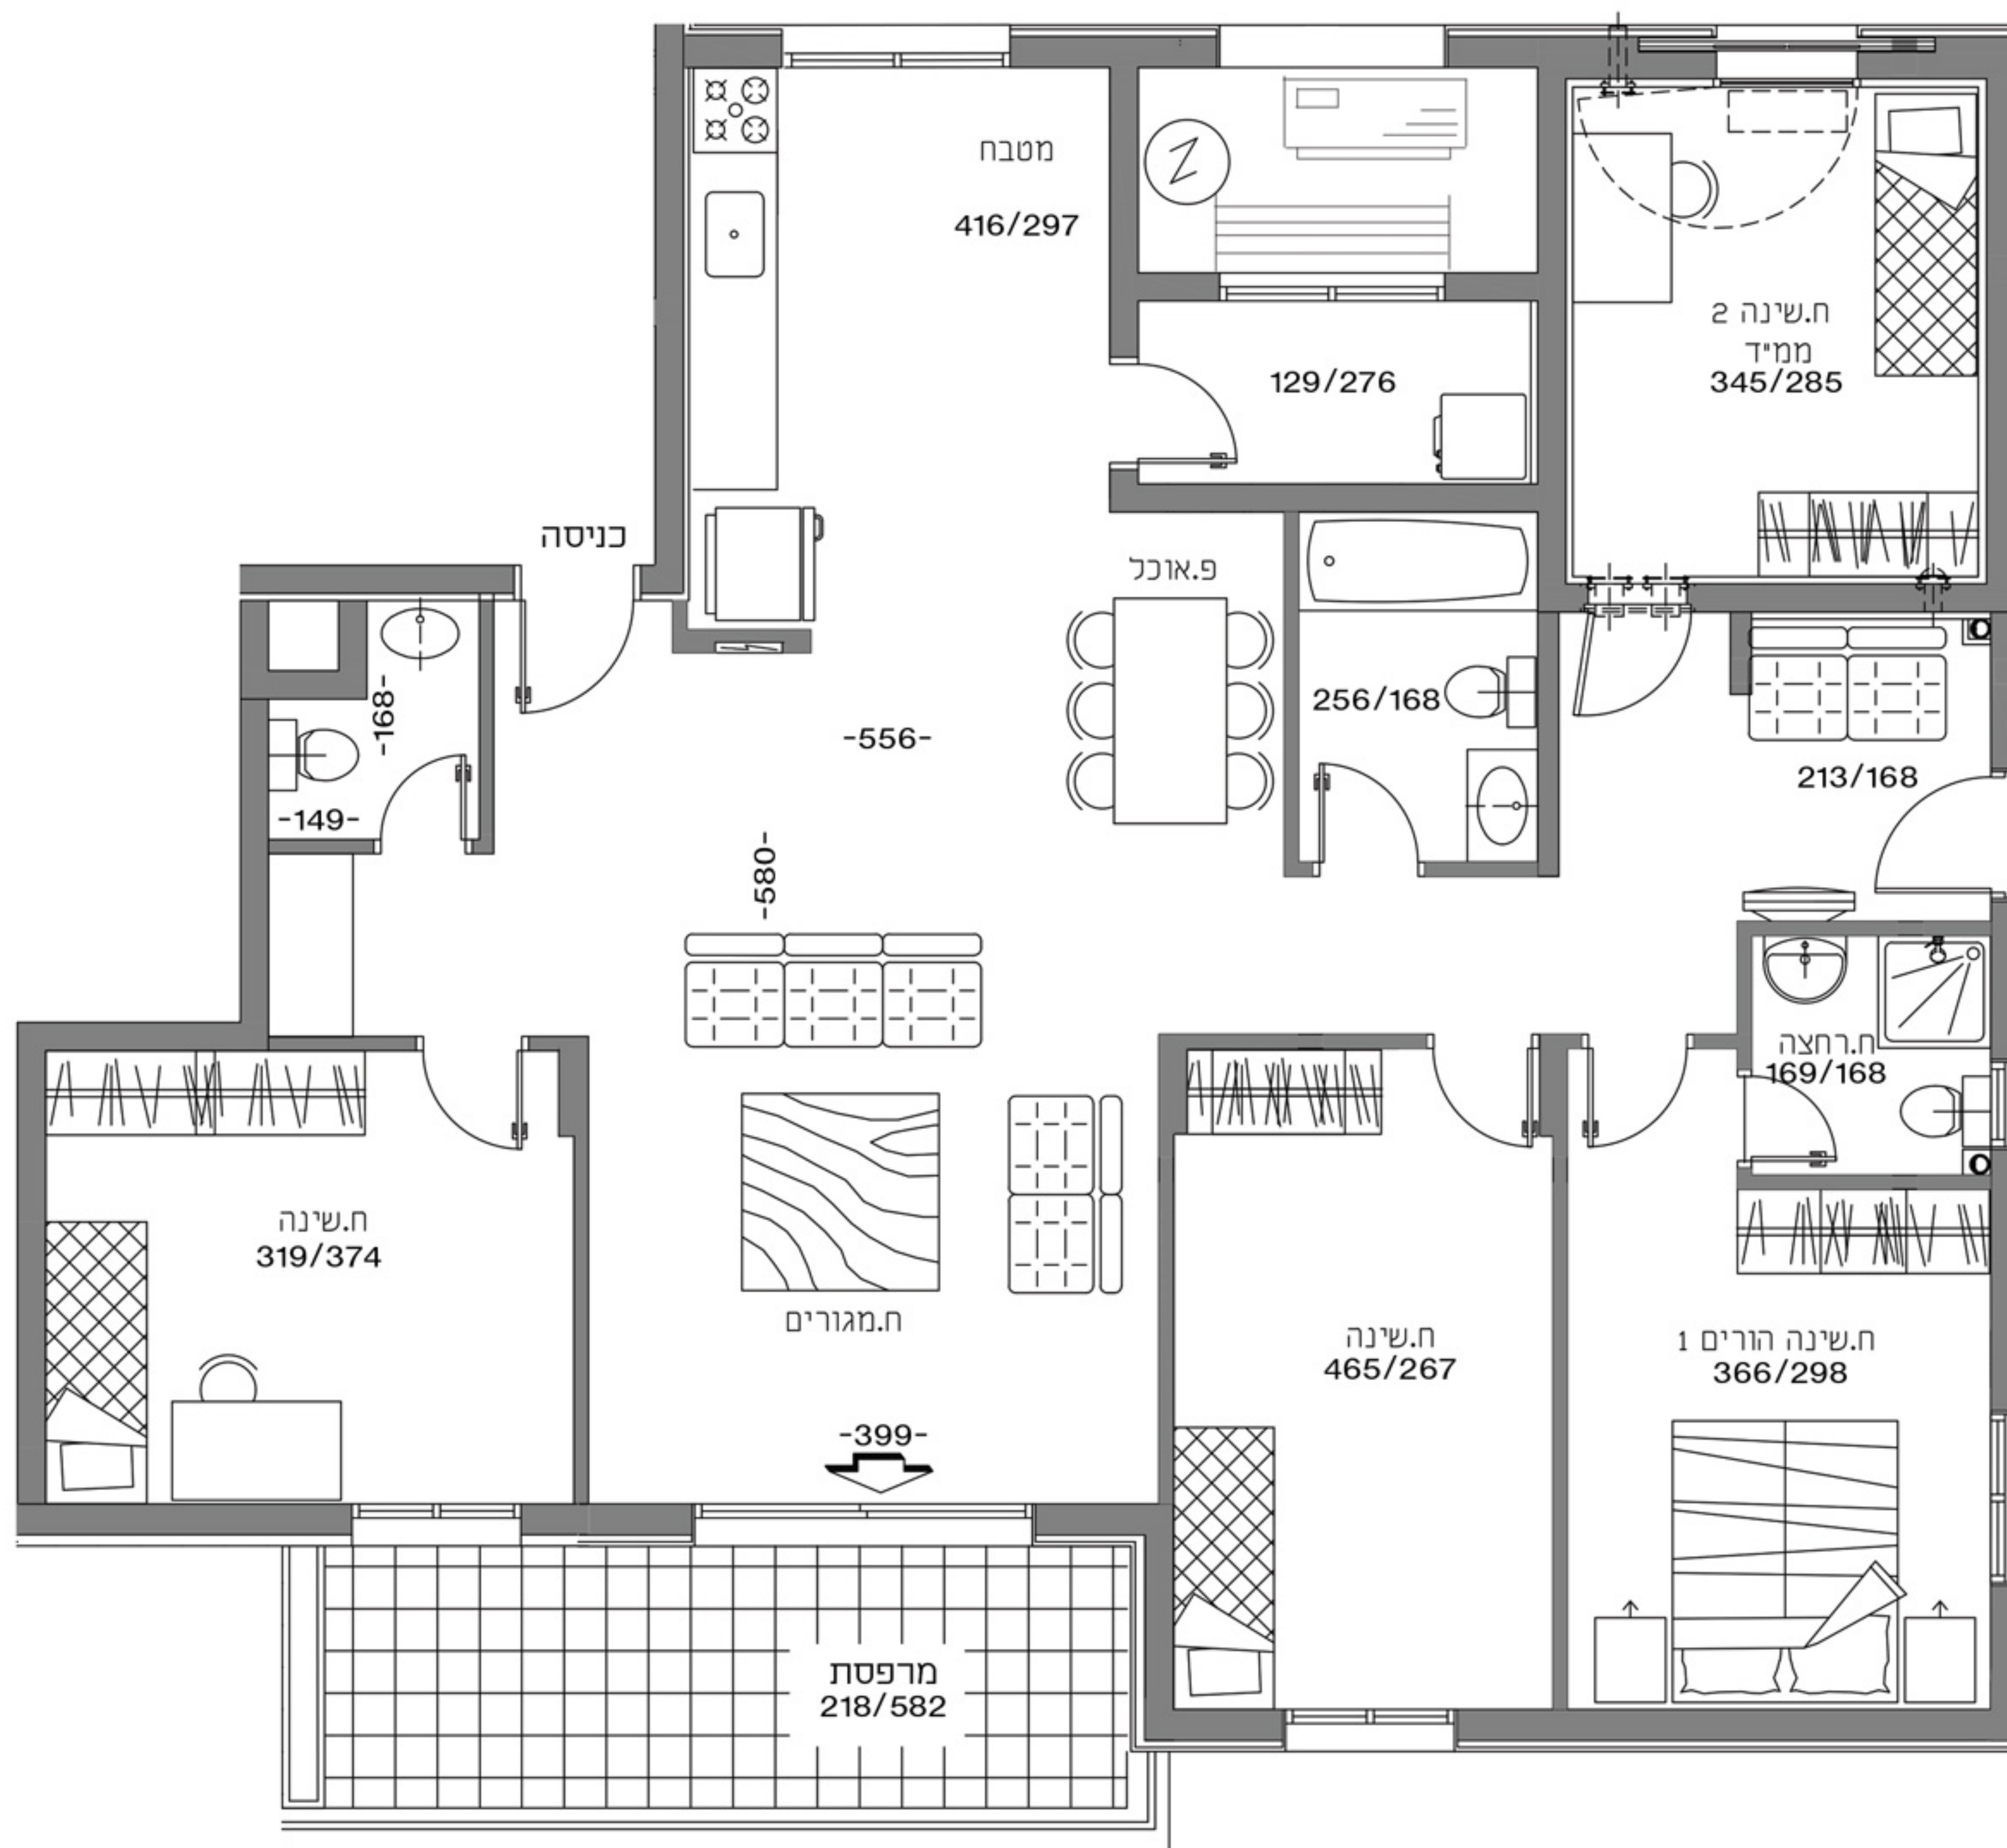 מטבח
416/297
ח.שינה 2
ממ"ד
345/285
129/276
כניסה
פ.אוכל
256/168
-168-
-149-
-556-
-580-
213/168
ח.רחצה
169/168
ח.שינה
319/374
ח.מגורים
-399-
ח.שינה
465/267
ח.שינה הורים 1
366/298
מרפסת
218/582